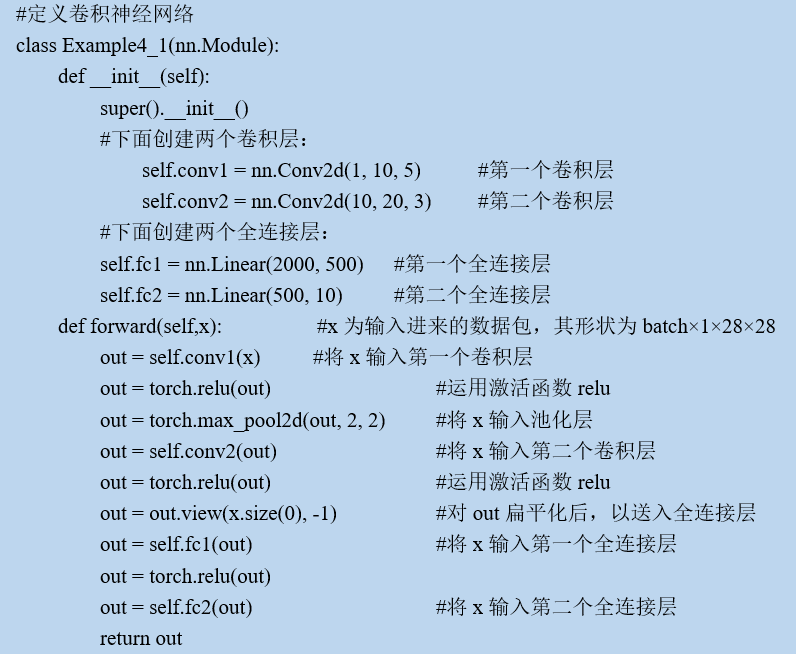 #定义卷积神经网络
class Example4_1(nn.Module):
    def __init__(self):
        super().__init__()
        #下面创建两个卷积层：
            self.conv1 = nn.Conv2d(1, 10, 5)          #第一个卷积层
            self.conv2 = nn.Conv2d(10, 20, 3)        #第二个卷积层
        #下面创建两个全连接层：
        self.fc1 = nn.Linear(2000, 500)      #第一个全连接层
        self.fc2 = nn.Linear(500, 10)          #第二个全连接层
    def forward(self,x):                  #x 为输入进来的数据包，其形状为 batch×1×28×28
        out = self.conv1(x)          #将 x 输入第一个卷积层
        out = torch.relu(out)                              #运用激活函数 relu
        out = torch.max_pool2d(out, 2, 2)         #将 x 输入池化层
        out = self.conv2(out)                             #将 x 输入第二个卷积层
        out = torch.relu(out)                              #运用激活函数 relu
        out = out.view(x.size(0), -1)                  #对 out 扁平化后，以送入全连接层
        out = self.fc1(out)                                 #将 x 输入第一个全连接层
        out = torch.relu(out)
        out = self.fc2(out)                                 #将 x 输入第二个全连接层
        return out